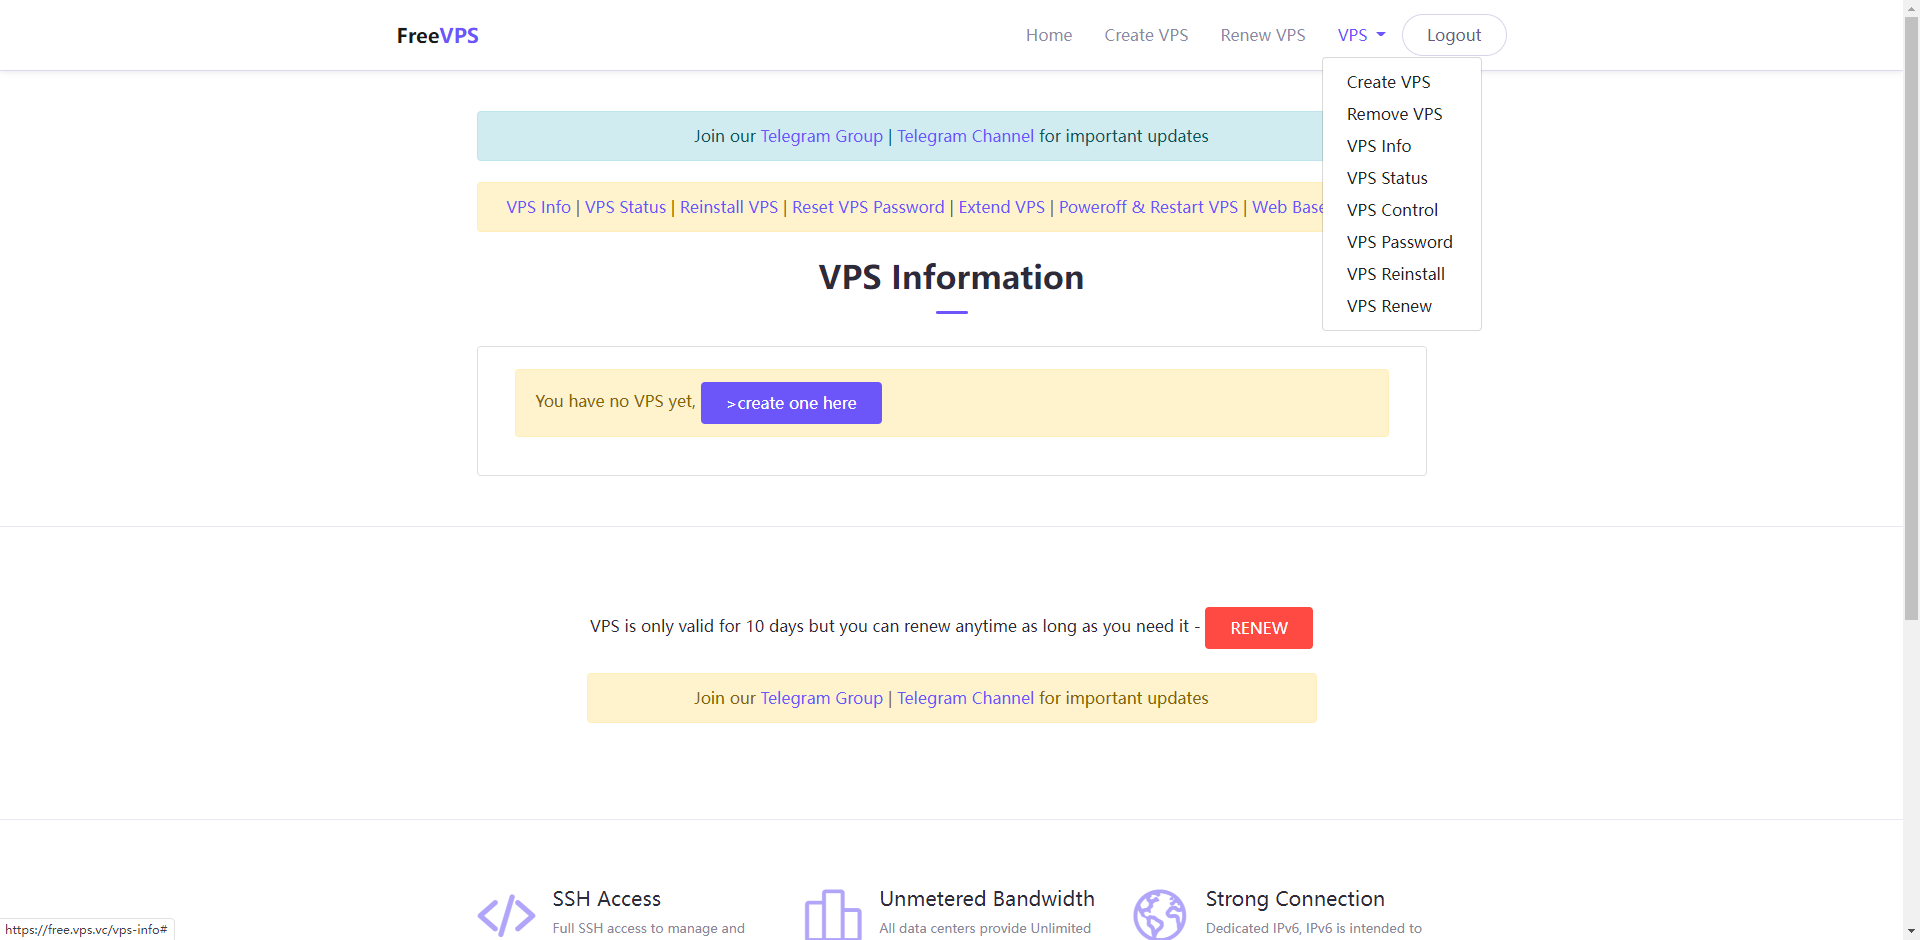 FreeVPS
Home
Create VPS
Renew VPS
VPS
Logout
Create VPS
Remove VPS
VPS Info
VPS Status
VPS Control
VPS Password
VPS Reinstall
VPS Renew
Join our Telegram Group | Telegram Channel for important updates
VPS Info | VPS Status | Reinstall VPS | Reset VPS Password | Extend VPS | Poweroff & Restart VPS | Web Base
VPS Information
You have no VPS yet, >create one here
VPS is only valid for 10 days but you can renew anytime as long as you need it - RENEW
Join our Telegram Group | Telegram Channel for important updates
SSH Access
Full SSH access to manage and
Unmetered Bandwidth
All data centers provide Unlimited
Strong Connection
Dedicated IPv6, IPv6 is intended to
https://free.vps.vc/vps-info#